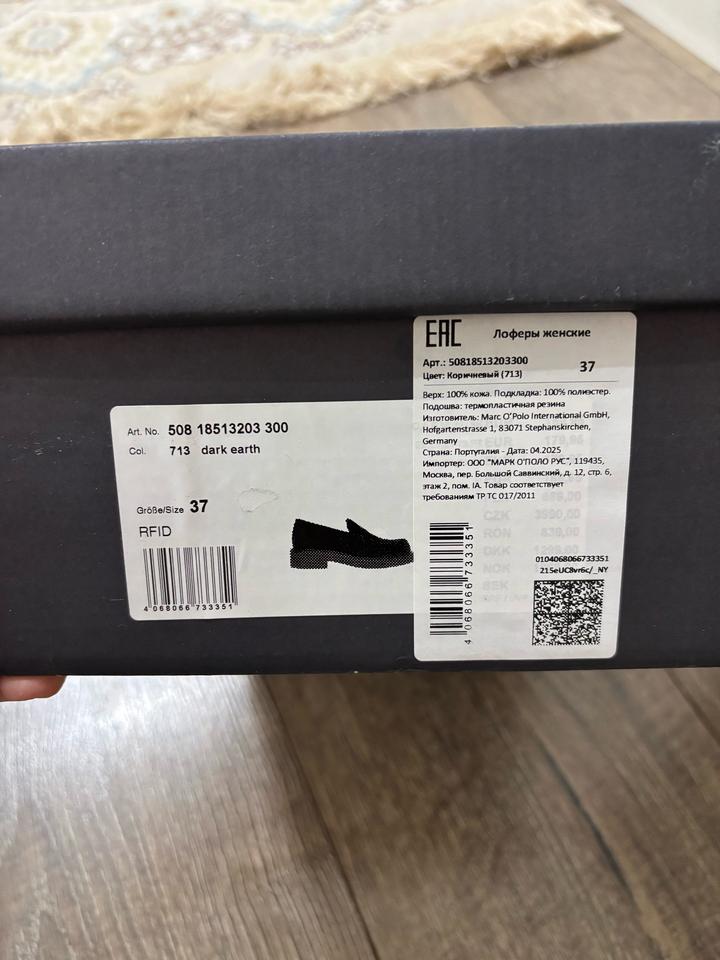 Art. No. 508 18513203 300
Col. 713 dark earth
Größe/Size 37
RFID
4 068066 733351
EAC Лоферы женские
Арт.: 50818513203300
Цвет: Коричневый (713)
37
Верх: 100% кожа. Подкладка: 100% полиэстер.
Подошва: термопластичная резина
Изготовитель: Marc O'Polo International GmbH,
Hofgartenstrasse 1, 83071 Stephanskirchen,
Germany
Страна: Португалия - Дата: 04.2025
Импортер: ООО "МАРК О'ПОЛО РУС", 119435,
Москва, пер. Большой Саввинский, д. 12, стр. 6,
этаж 2, пом. IA. Товар соответствует
требованиям ТР ТС 017/2011
4 068066 733351
0104068066733351
215eUC8vr6c/_NY
EUR 179,95
CZK
RON
DKK
NOK
SEK